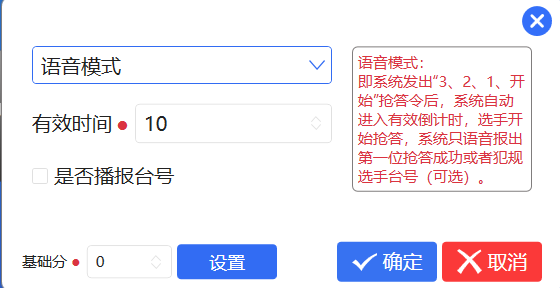 语音模式
有效时间
10
是否播报台号
语音模式：
即系统发出“3、2、1、开
始”抢答令后，系统自动
进入有效倒计时，选手开
始抢答，系统只语音报出
第一位抢答成功或者犯规
选手台号（可选）。
基础分
0
设置
确定
取消